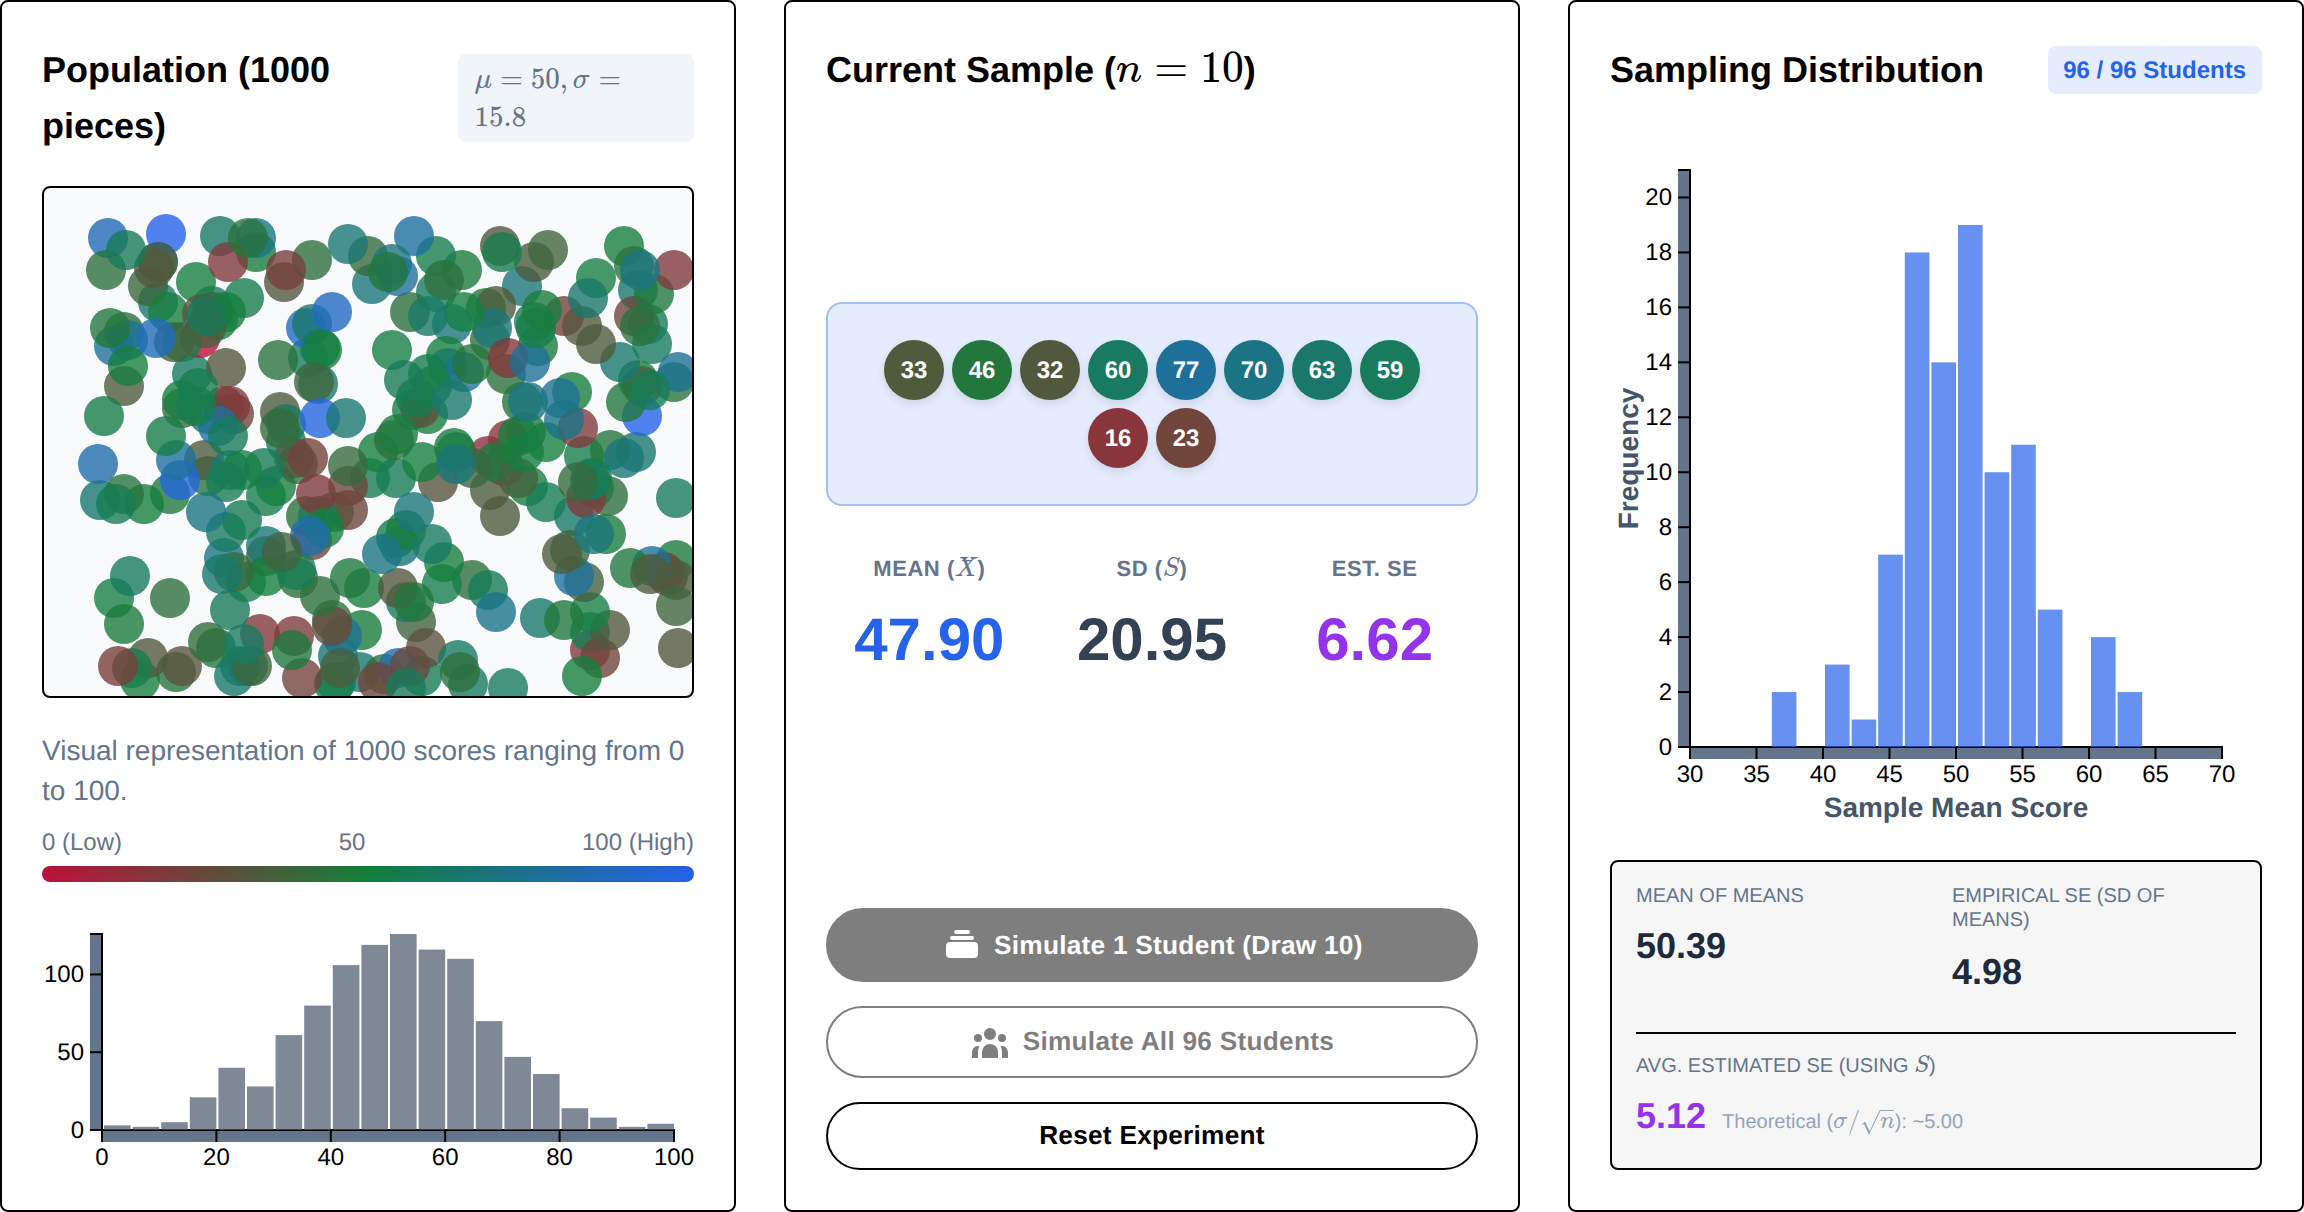 Population (1000
pieces)
μ = 50, σ =
15.8
Visual representation of 1000 scores ranging from 0
to 100.
0 (Low) 50 100 (High)
100
50
0
0 20 40 60 80 100
Current Sample (n = 10)
33 46 32 60 77 70 63 59
16 23
MEAN (X̄) SD (S) EST. SE
47.90 20.95 6.62
Simulate 1 Student (Draw 10)
Simulate All 96 Students
Reset Experiment
Sampling Distribution
96 / 96 Students
20
18
16
14
12
10
8
6
4
2
0
Frequency
30 35 40 45 50 55 60 65 70
Sample Mean Score
MEAN OF MEANS
50.39
EMPIRICAL SE (SD OF
MEANS)
4.98
AVG. ESTIMATED SE (USING S)
5.12 Theoretical (σ/√n): ~5.00